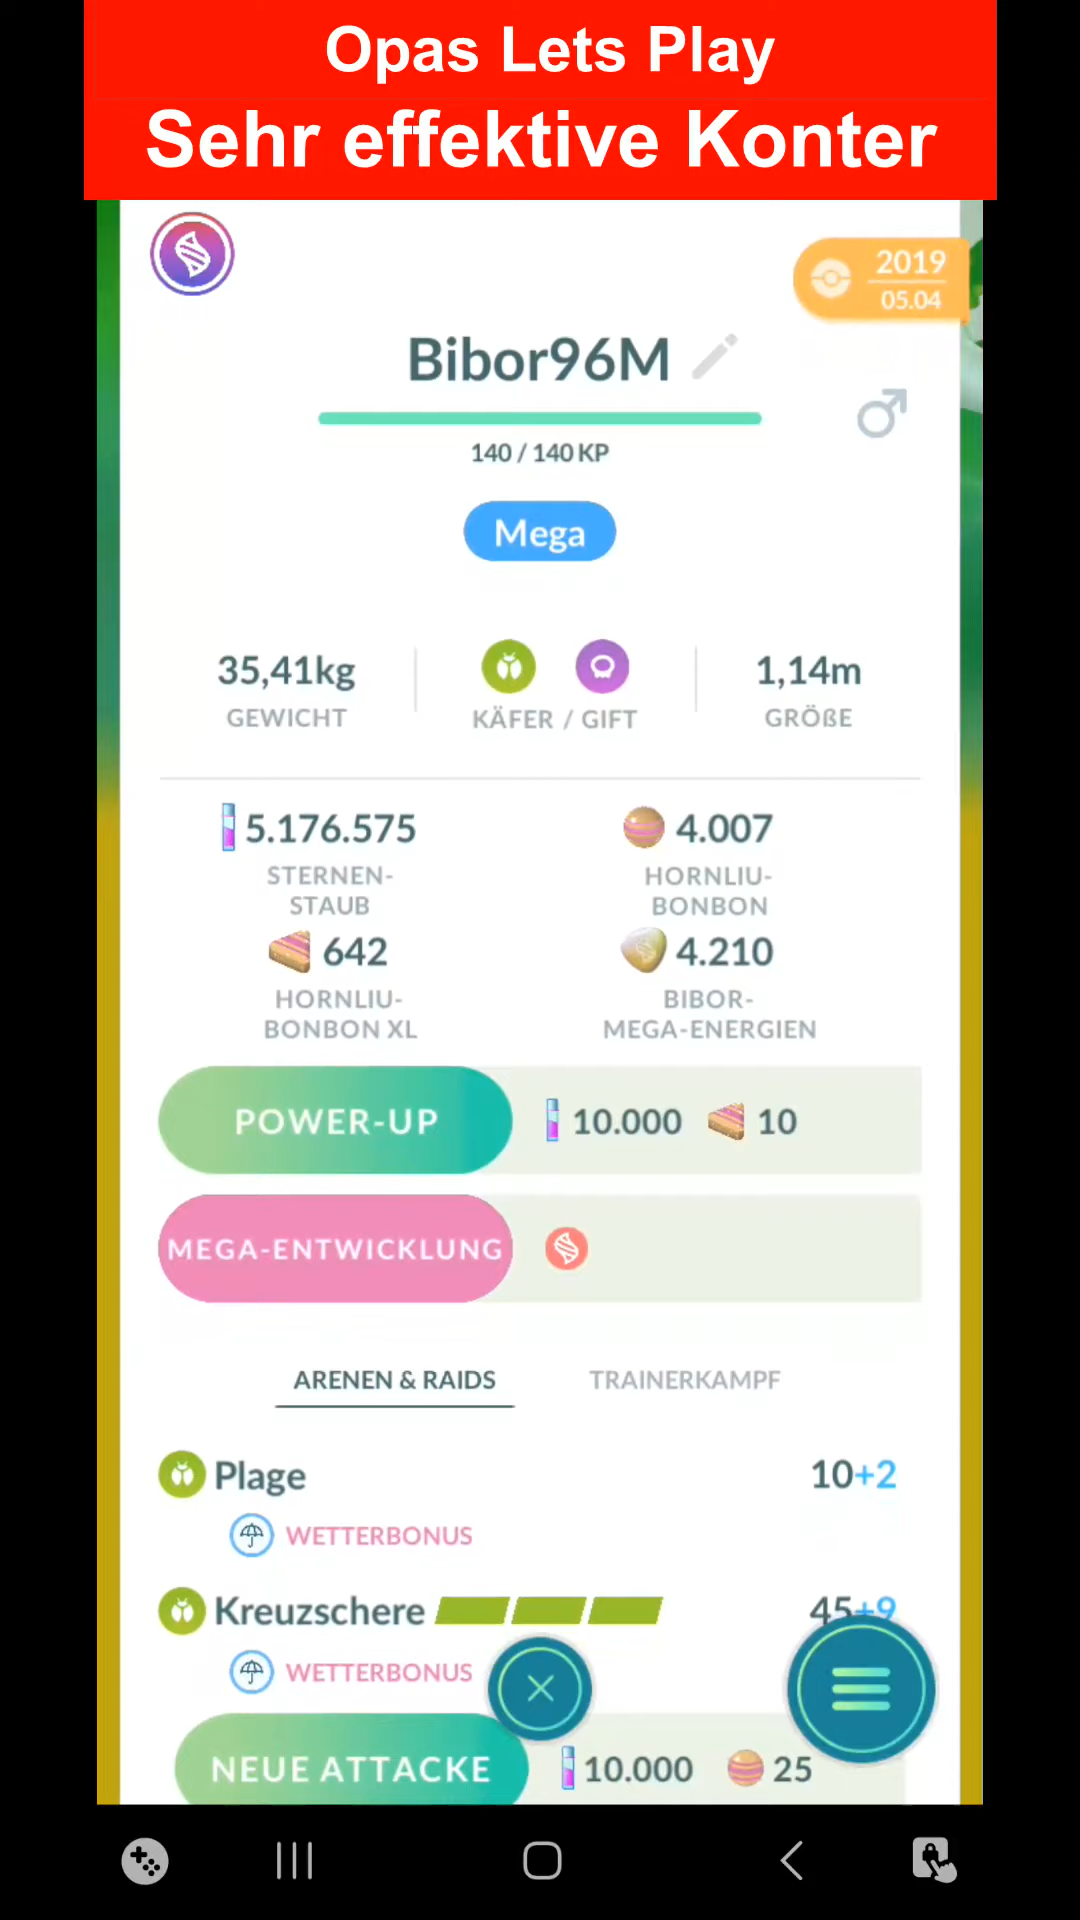 Opas Lets Play
Sehr effektive Konter
2019
05.04
Bibor96M
140 / 140 KP
Mega
35,41kg
GEWICHT
KÄFER / GIFT
1,14m
GRÖßE
5.176.575
STERNEN-
STAUB
4.007
HORNLIU-
BONBON
642
HORNLIU-
BONBON XL
4.210
BIBOR-
MEGA-ENERGIEN
POWER-UP
10.000
10
MEGA-ENTWICKLUNG
ARENEN & RAIDS
TRAINERKAMPF
Plage
10+2
WETTERBONUS
Kreuzschere
45+9
WETTERBONUS
NEUE ATTACKE
10.000
25